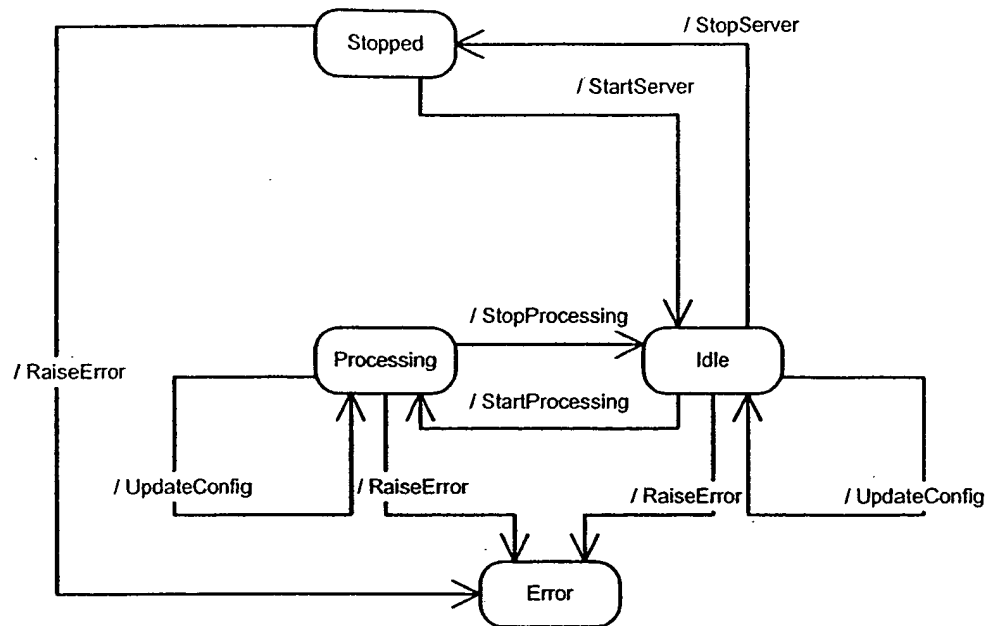 / StopServer
Stopped
/ StartServer
/ StopProcessing
Processing
Idle
/ RaiseError
/ StartProcessing
/ UpdateConfig
/ RaiseError
/ RaiseError
/ UpdateConfig
Error